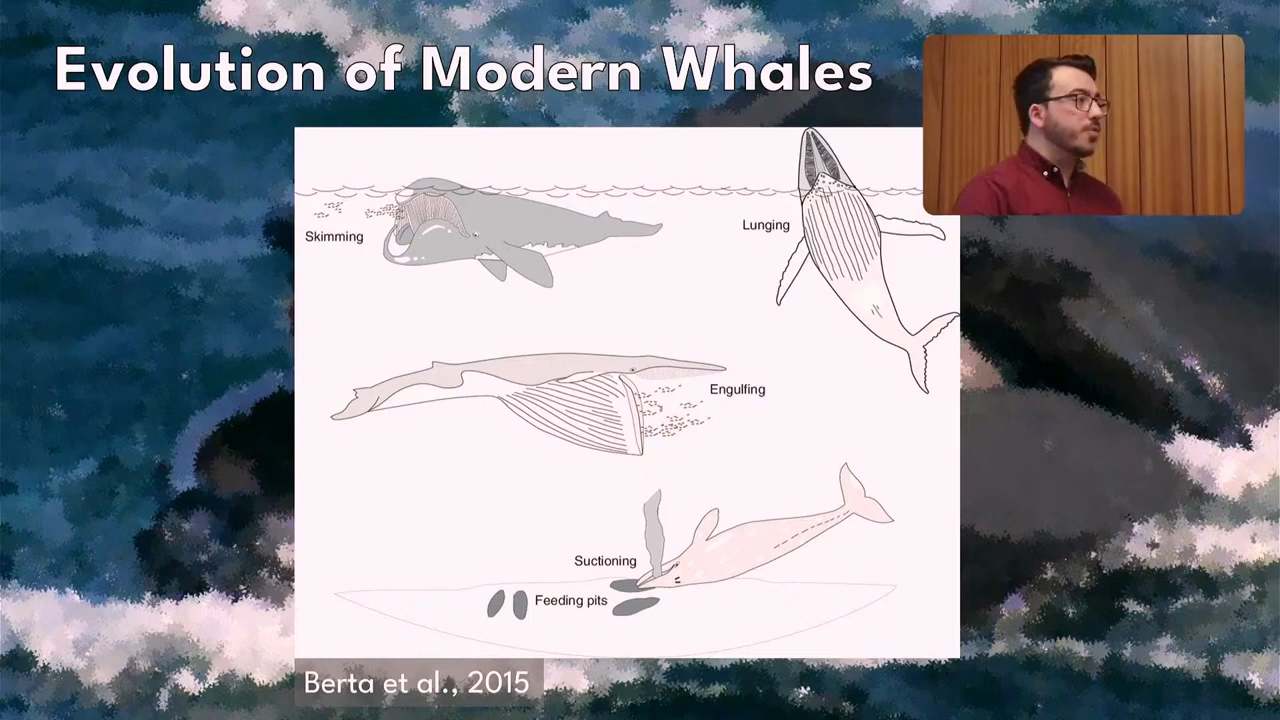 Evolution of Modern Whales
Skimming
Lunging
Engulfing
Suctioning
Feeding pits
Berta et al., 2015